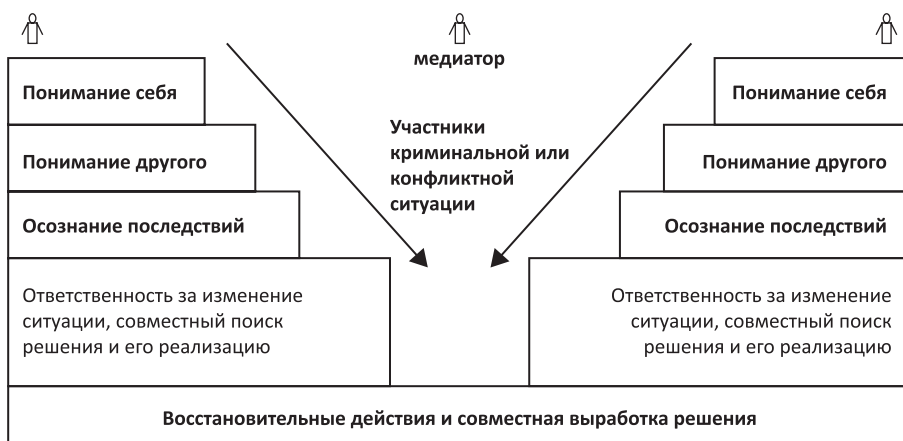 медиатор
Понимание себя
Понимание другого
Осознание последствий
Ответственность за изменение
ситуации, совместный поиск
решения и его реализацию
Участники
криминальной или
конфликтной
ситуации
Понимание себя
Понимание другого
Осознание последствий
Ответственность за изменение
ситуации, совместный поиск
решения и его реализацию
Восстановительные действия и совместная выработка решения